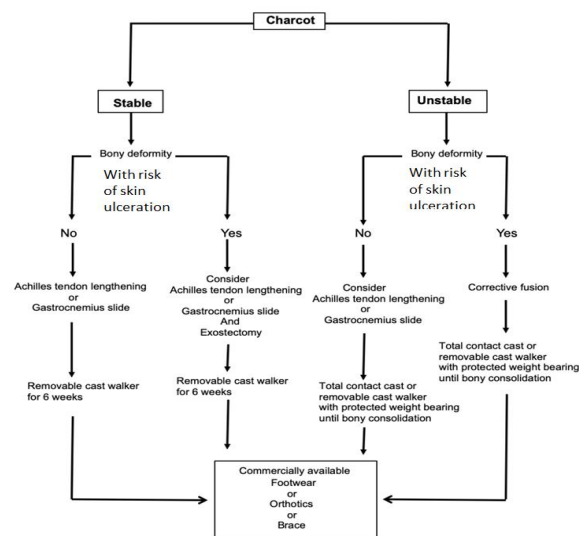 Charcot
Stable
Unstable
Bony deformity
With risk
of skin
ulceration
Bony deformity
With risk
of skin
ulceration
No
Yes
No
Yes
Achilles tendon lengthening
or
Gastrocnemius slide
Consider
Achilles tendon lengthening
or
Gastrocnemius slide
And
Exostectomy
Consider
Achilles tendon lengthening
or
Gastrocnemius slide
Corrective fusion
Removable cast walker
for 6 weeks
Removable cast walker
for 6 weeks
Total contact cast or
removable cast walker
with protected weight bearing
until bony consolidation
Total contact cast or
removable cast walker
with protected weight bearing
until bony consolidation
Commercially available
Footwear
or
Orthotics
or
Brace